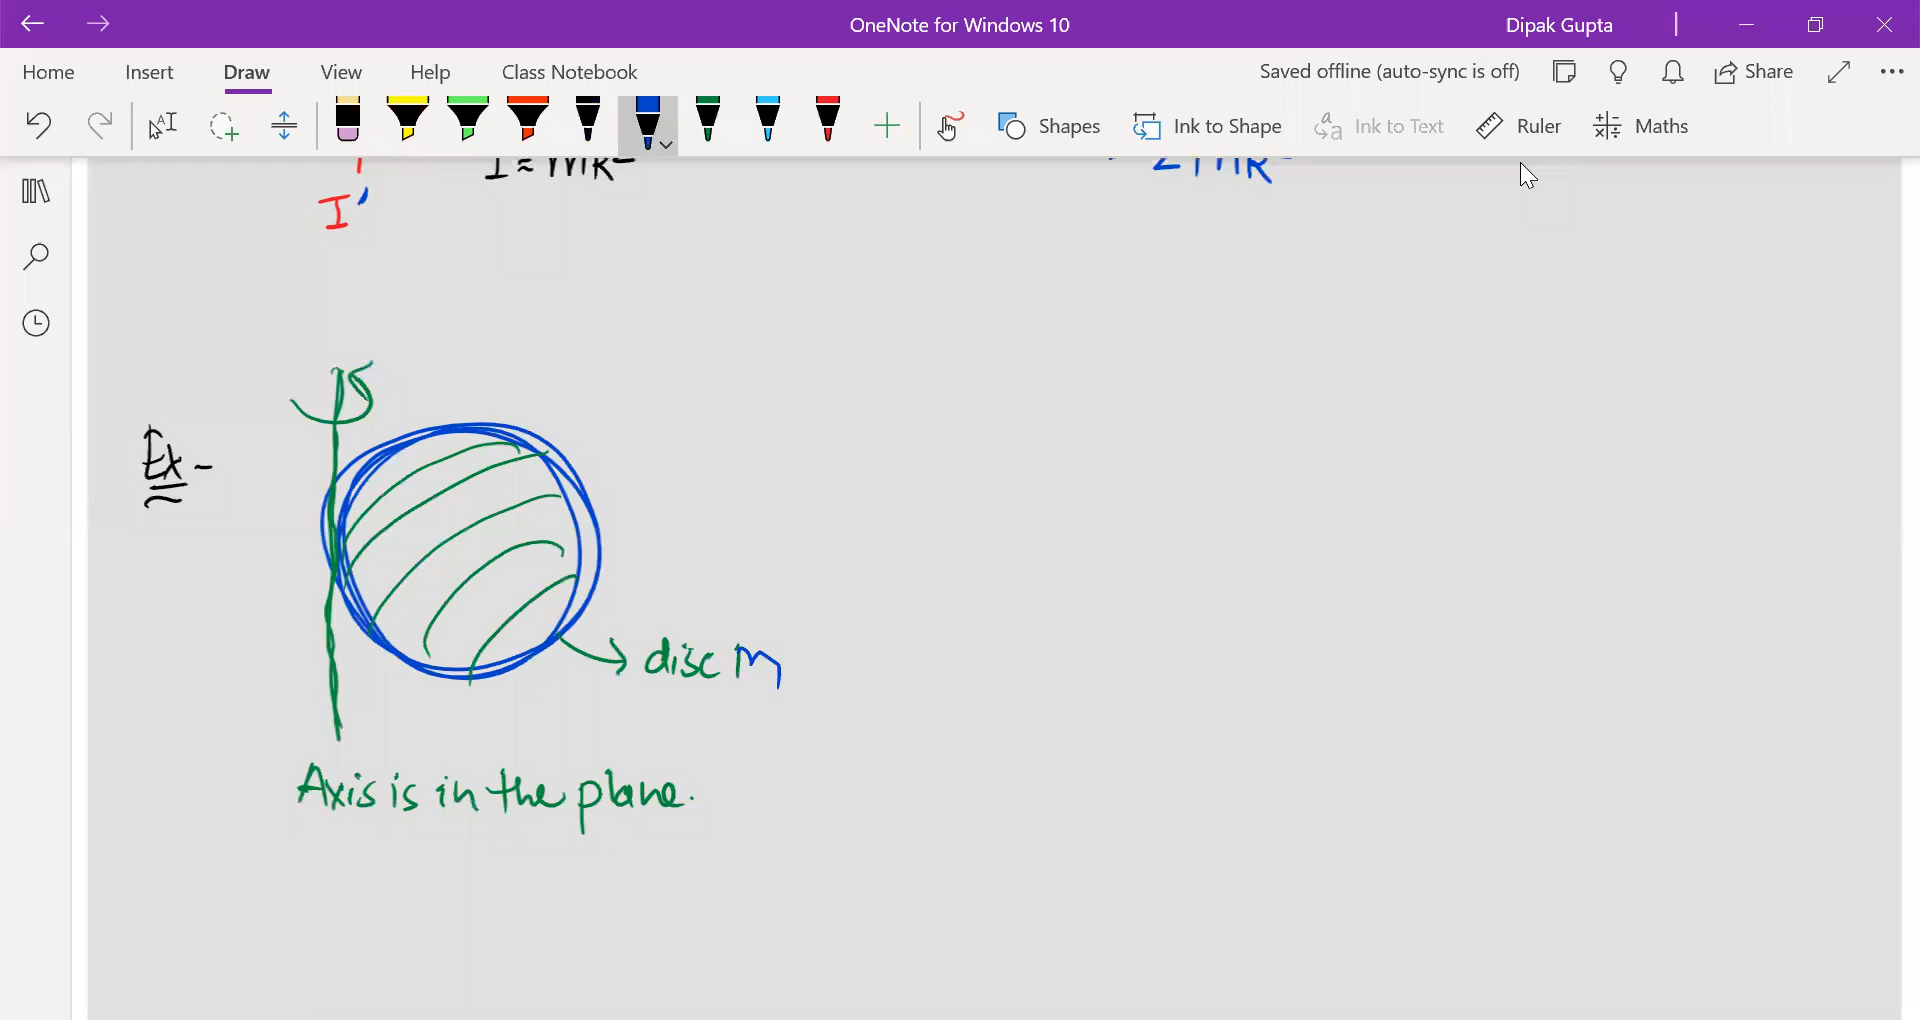 OneNote for Windows 10
Dipak Gupta
Home Insert Draw View Help Class Notebook
Saved offline (auto-sync is off) Share
Shapes Ink to Shape Ink to Text Ruler Maths
I = MR²
2MR²
I'
Ex -
disc M
Axis is in the plane.